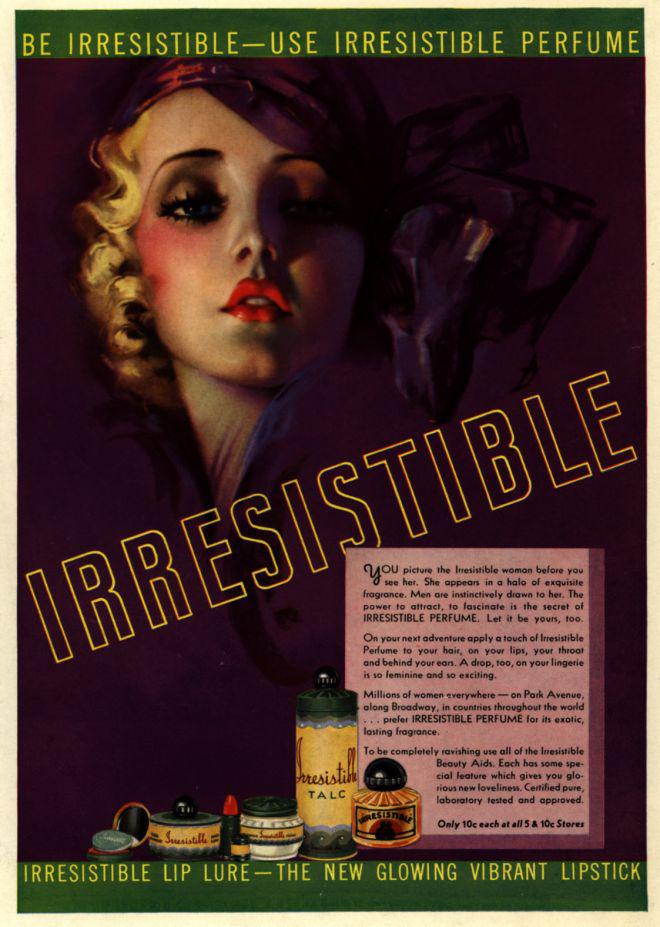 BE IRRESISTIBLE—USE IRRESISTIBLE PERFUME
IRRESISTIBLE
YOU picture the Irresistible woman before you
see her. She appears in a halo of exquisite
fragrance. Men are instinctively drawn to her. The
power to attract, to fascinate is the secret of
IRRESISTIBLE PERFUME. Let it be yours, too.
On your next adventure apply a touch of Irresistible
Perfume to your hair, on your lips, your throat
and behind your ears. A drop, too, on your lingerie
is so feminine and so exciting.
Millions of women everywhere — on Park Avenue,
along Broadway, in countries throughout the world
. . . prefer IRRESISTIBLE PERFUME for its exotic,
lasting fragrance.
To be completely ravishing use all of the Irresistible
Beauty Aids. Each has some spe-
cial feature which gives you glo-
rious new loveliness. Certified pure,
laboratory tested and approved.
Only 10c each at all 5 & 10c Stores
Irresistible
TALC
IRRESISTIBLE
Irresistible
Irresistible
IRRESISTIBLE LIP LURE—THE NEW GLOWING VIBRANT LIPSTICK